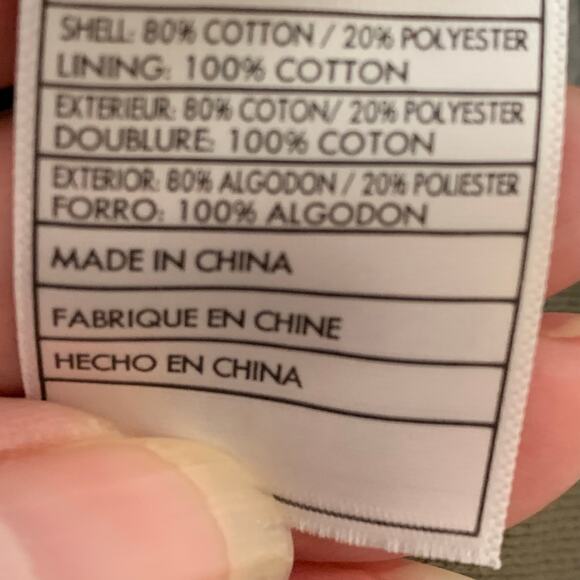 SHELL: 80% COTTON / 20% POLYESTER
LINING: 100% COTTON
EXTERIEUR: 80% COTON/ 20% POLYESTER
DOUBLURE: 100% COTON
EXTERIOR: 80% ALGODON / 20% POLIESTER
FORRO: 100% ALGODON
MADE IN CHINA
FABRIQUE EN CHINE
HECHO EN CHINA